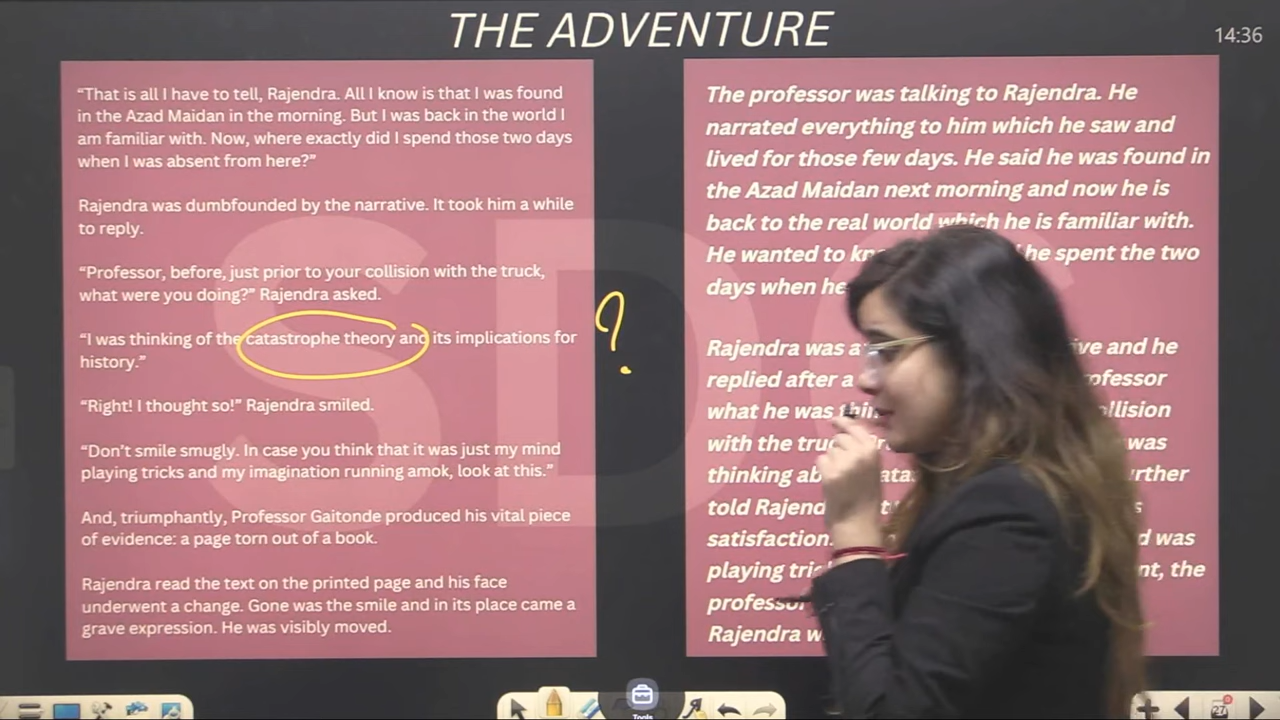 THE ADVENTURE
14:36
“That is all I have to tell, Rajendra. All I know is that I was found
in the Azad Maidan in the morning. But I was back in the world I
am familiar with. Now, where exactly did I spend those two days
when I was absent from here?”
Rajendra was dumbfounded by the narrative. It took him a while
to reply.
“Professor, before, just prior to your collision with the truck,
what were you doing?” Rajendra asked.
“I was thinking of the catastrophe theory and its implications for
history.”
“Right! I thought so!” Rajendra smiled.
“Don’t smile smugly. In case you think that it was just my mind
playing tricks and my imagination running amok, look at this.”
And, triumphantly, Professor Gaitonde produced his vital piece
of evidence: a page torn out of a book.
Rajendra read the text on the printed page and his face
underwent a change. Gone was the smile and in its place came a
grave expression. He was visibly moved.
?
The professor was talking to Rajendra. He
narrated everything to him which he saw and
lived for those few days. He said he was found in
the Azad Maidan next morning and now he is
back to the real world which he is familiar with.
He wanted to he spent the two
days when he
Rajendra was and he
replied after a
what he was
with the was
thinking
told
satisfaction. was
playing the
Rajendra
SD
Tools
27